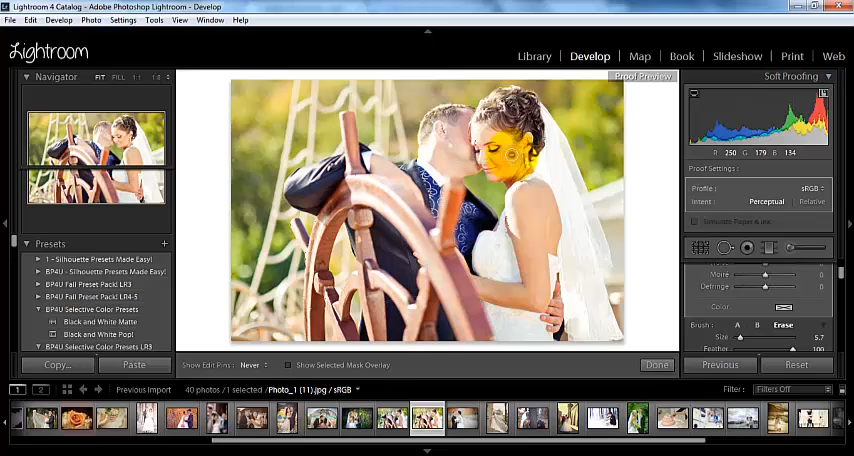 Lightroom 4 Catalog - Adobe Photoshop Lightroom - Develop
File Edit Develop Photo Settings Tools View Window Help
Lightroom
Library | Develop | Map | Book | Slideshow | Print | Web
Navigator FIT FILL 1:1 1:8
Proof Preview
Soft Proofing
R 250 G 179 B 134
Proof Settings :
Profile : sRGB
Intent : Perceptual Relative
Simulate Paper & Ink
Presets
1 - Silhouette Presets Made Easy!
BP4U - Silhouette Presets Made Easy!
BP4U Fall Preset Pack! LR3
BP4U Fall Preset Pack! LR4-5
BP4U Selective Color Presets
Black and White Matte
Black and White Pop!
BP4U Selective Color Presets LR3
Moire 0
Defringe 0
Color:
Brush : A B Erase
Size 5.7
Feather 100
Copy... Paste
Show Edit Pins : Never
Show Selected Mask Overlay
Done
Previous Reset
1 2
Previous Import
40 photos / 1 selected / Photo_1 (11).jpg / sRGB
Filter : Filters Off